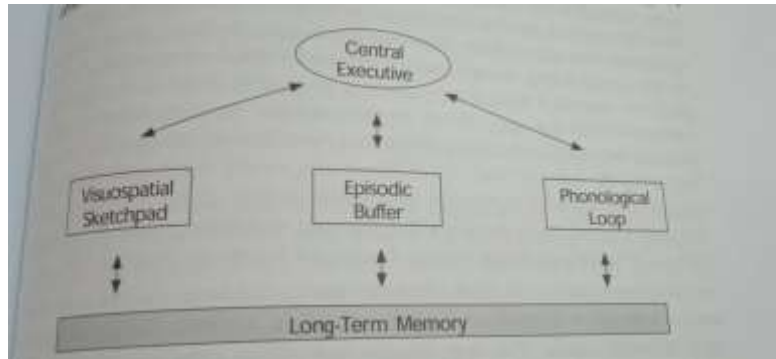 Central
Executive
Visuospatial
Sketchpad
Episodic
Buffer
Phonological
Loop
Long-Term Memory